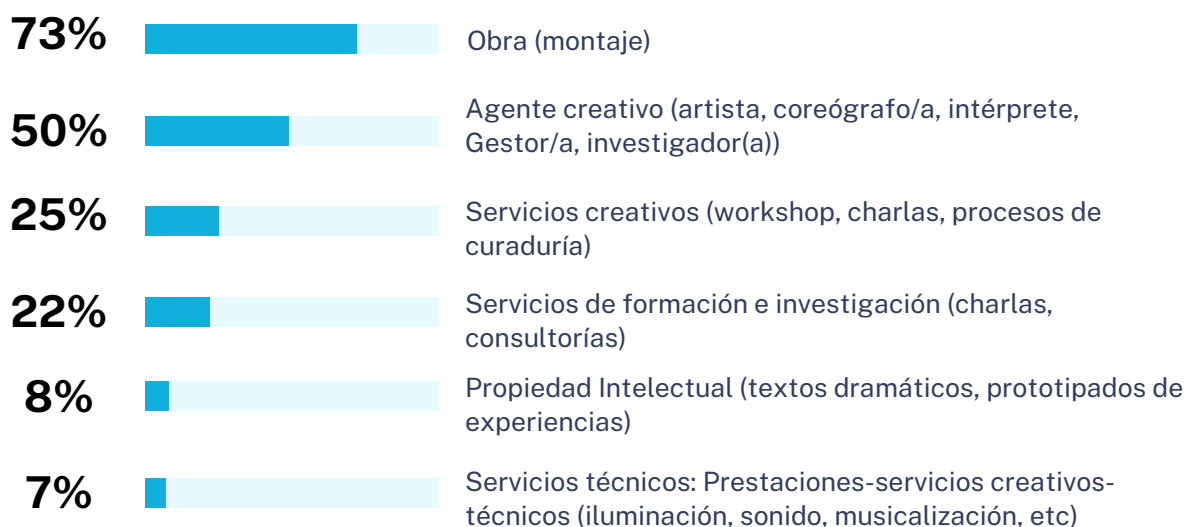 73%
Obra (montaje)
50%
Agente creativo (artista, coreógrafo/a, intérprete,
Gestor/a, investigador(a))
25%
Servicios creativos (workshop, charlas, procesos de
curaduría)
22%
Servicios de formación e investigación (charlas,
consultorías)
8%
Propiedad Intelectual (textos dramáticos, prototipados de
experiencias)
7%
Servicios técnicos: Prestaciones-servicios creativos-
técnicos (iluminación, sonido, musicalización, etc)